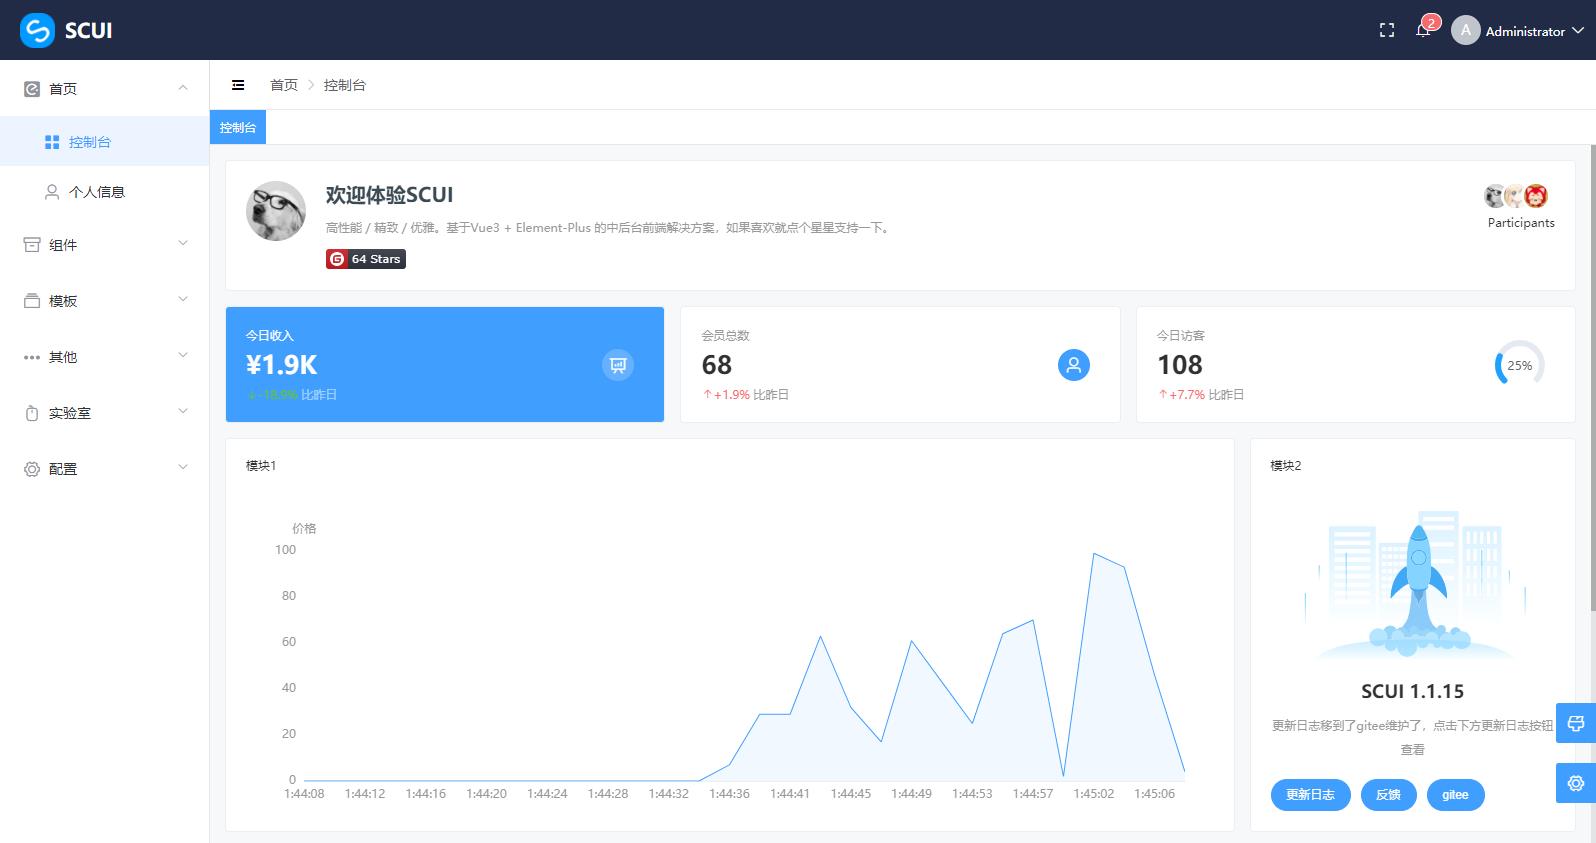 SCUI
2
A
Administrator
首页
控制台
个人信息
组件
模板
其他
实验室
配置
首页
控制台
控制台
欢迎体验SCUI
高性能 / 精致 / 优雅。基于Vue3 + Element-Plus 的中后台前端解决方案，如果喜欢就点个星星支持一下。
G 64 Stars
Participants
今日收入
¥1.9K
↓-18.9% 比昨日
会员总数
68
↑+1.9% 比昨日
今日访客
108
↑+7.7% 比昨日
25%
模块1
价格
100
80
60
40
20
0
1:44:08 1:44:12 1:44:16 1:44:20 1:44:24 1:44:28 1:44:32 1:44:36 1:44:41 1:44:45 1:44:49 1:44:53 1:44:57 1:45:02 1:45:06
模块2
SCUI 1.1.15
更新日志移到了gitee维护了，点击下方更新日志按钮
查看
更新日志 反馈 gitee